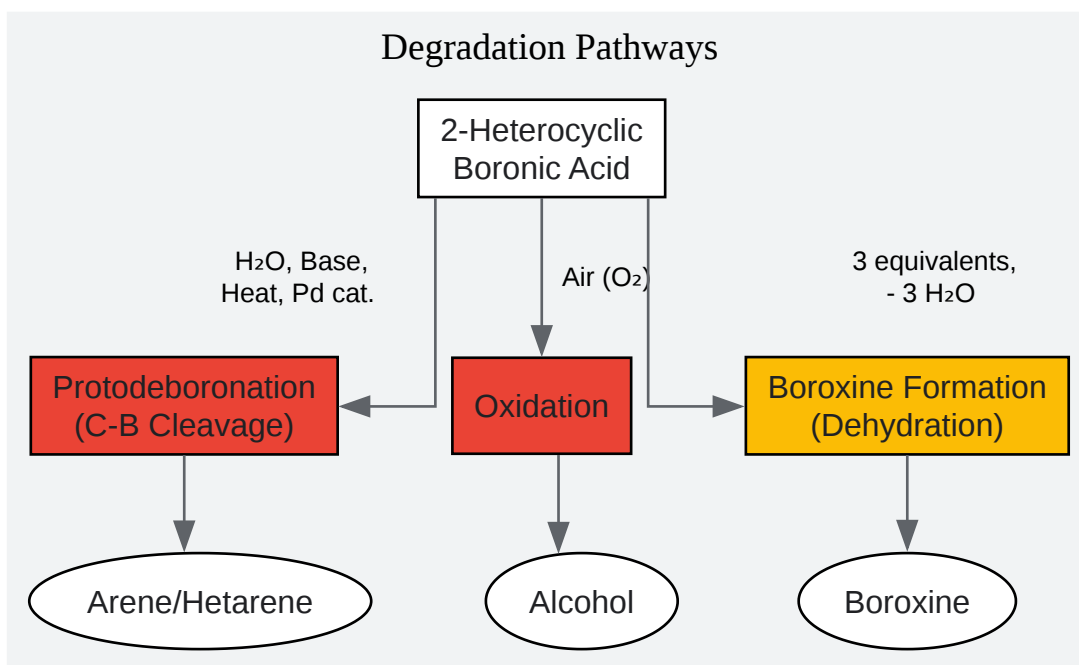 Degradation Pathways
2-Heterocyclic
Boronic Acid
H₂O, Base,
Heat, Pd cat.
Air (O₂)
3 equivalents,
- 3 H₂O
Protodeboronation
(C-B Cleavage)
Oxidation
Boroxine Formation
(Dehydration)
Arene/Hetarene
Alcohol
Boroxine